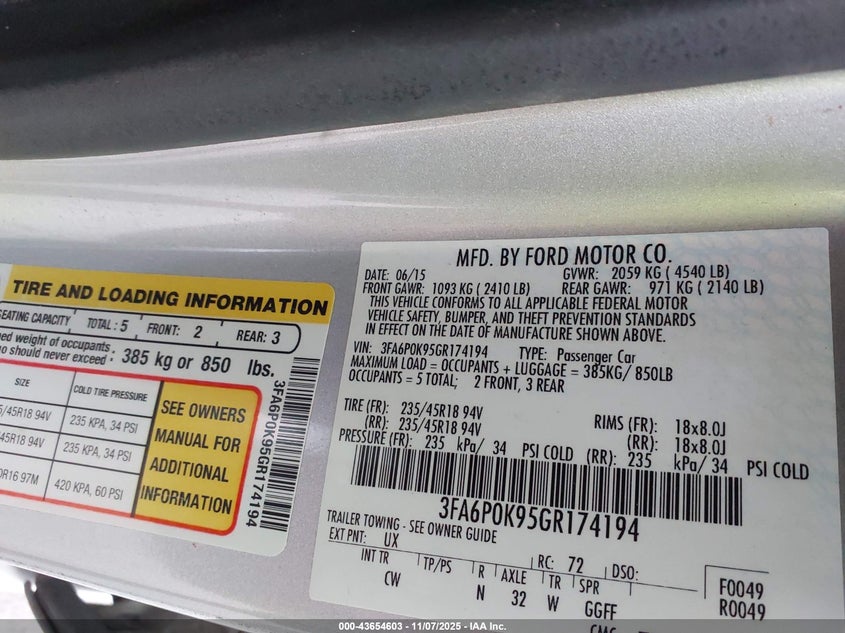 TIRE AND LOADING INFORMATION
SEATING CAPACITY TOTAL : 5 FRONT: 2 REAR: 3
weight of occupants
should never exceed : 385 kg or 850 lbs.
SIZE COLD TIRE PRESSURE
/45R18 94V 235 KPA, 34 PSI
45R18 94V 235 KPA, 34 PSI
R16 97M 420 KPA, 60 PSI
SEE OWNERS
MANUAL FOR
ADDITIONAL
INFORMATION
3FA6P0K95GR174194
MFD. BY FORD MOTOR CO.
DATE: 06/15 GVWR: 2059 KG ( 4540 LB)
FRONT GAWR: 1093 KG ( 2410 LB) REAR GAWR: 971 KG ( 2140 LB)
THIS VEHICLE CONFORMS TO ALL APPLICABLE FEDERAL MOTOR
VEHICLE SAFETY, BUMPER, AND THEFT PREVENTION STANDARDS
IN EFFECT ON THE DATE OF MANUFACTURE SHOWN ABOVE.
VIN: 3FA6P0K95GR174194 TYPE: Passenger Car
MAXIMUM LOAD = OCCUPANTS + LUGGAGE = 385KG/ 850LB
OCCUPANTS = 5 TOTAL; 2 FRONT, 3 REAR
TIRE (FR): 235/45R18 94V RIMS (FR): 18x8.0J
(RR): 235/45R18 94V (RR): 18x8.0J
PRESSURE (FR): 235 kPa/ 34 PSI COLD (RR): 235 kPa/ 34 PSI COLD
3FA6P0K95GR174194
TRAILER TOWING - SEE OWNER GUIDE
EXT PNT: UX RC: 72 DSO:
INT TR TP/PS R AXLE TR SPR F0049
CW N 32 W GGFF R0049
000-43654603 | 11/07/2025 — IAA Inc.